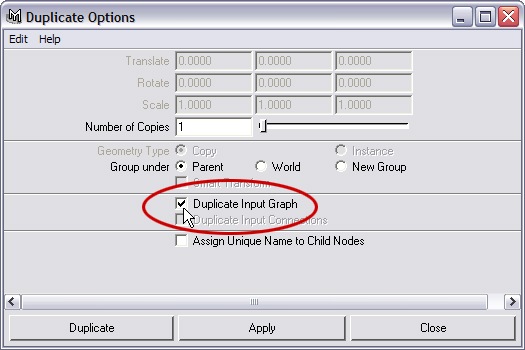 Duplicate Options
Edit Help
Translate 0.0000 0.0000 0.0000
Rotate 0.0000 0.0000 0.0000
Scale 1.0000 1.0000 1.0000
Number of Copies 1
Geometry Type Copy Instance
Group under Parent World New Group
Smart Transform
Duplicate Input Graph
Duplicate Input Connections
Assign Unique Name to Child Nodes
Duplicate Apply Close